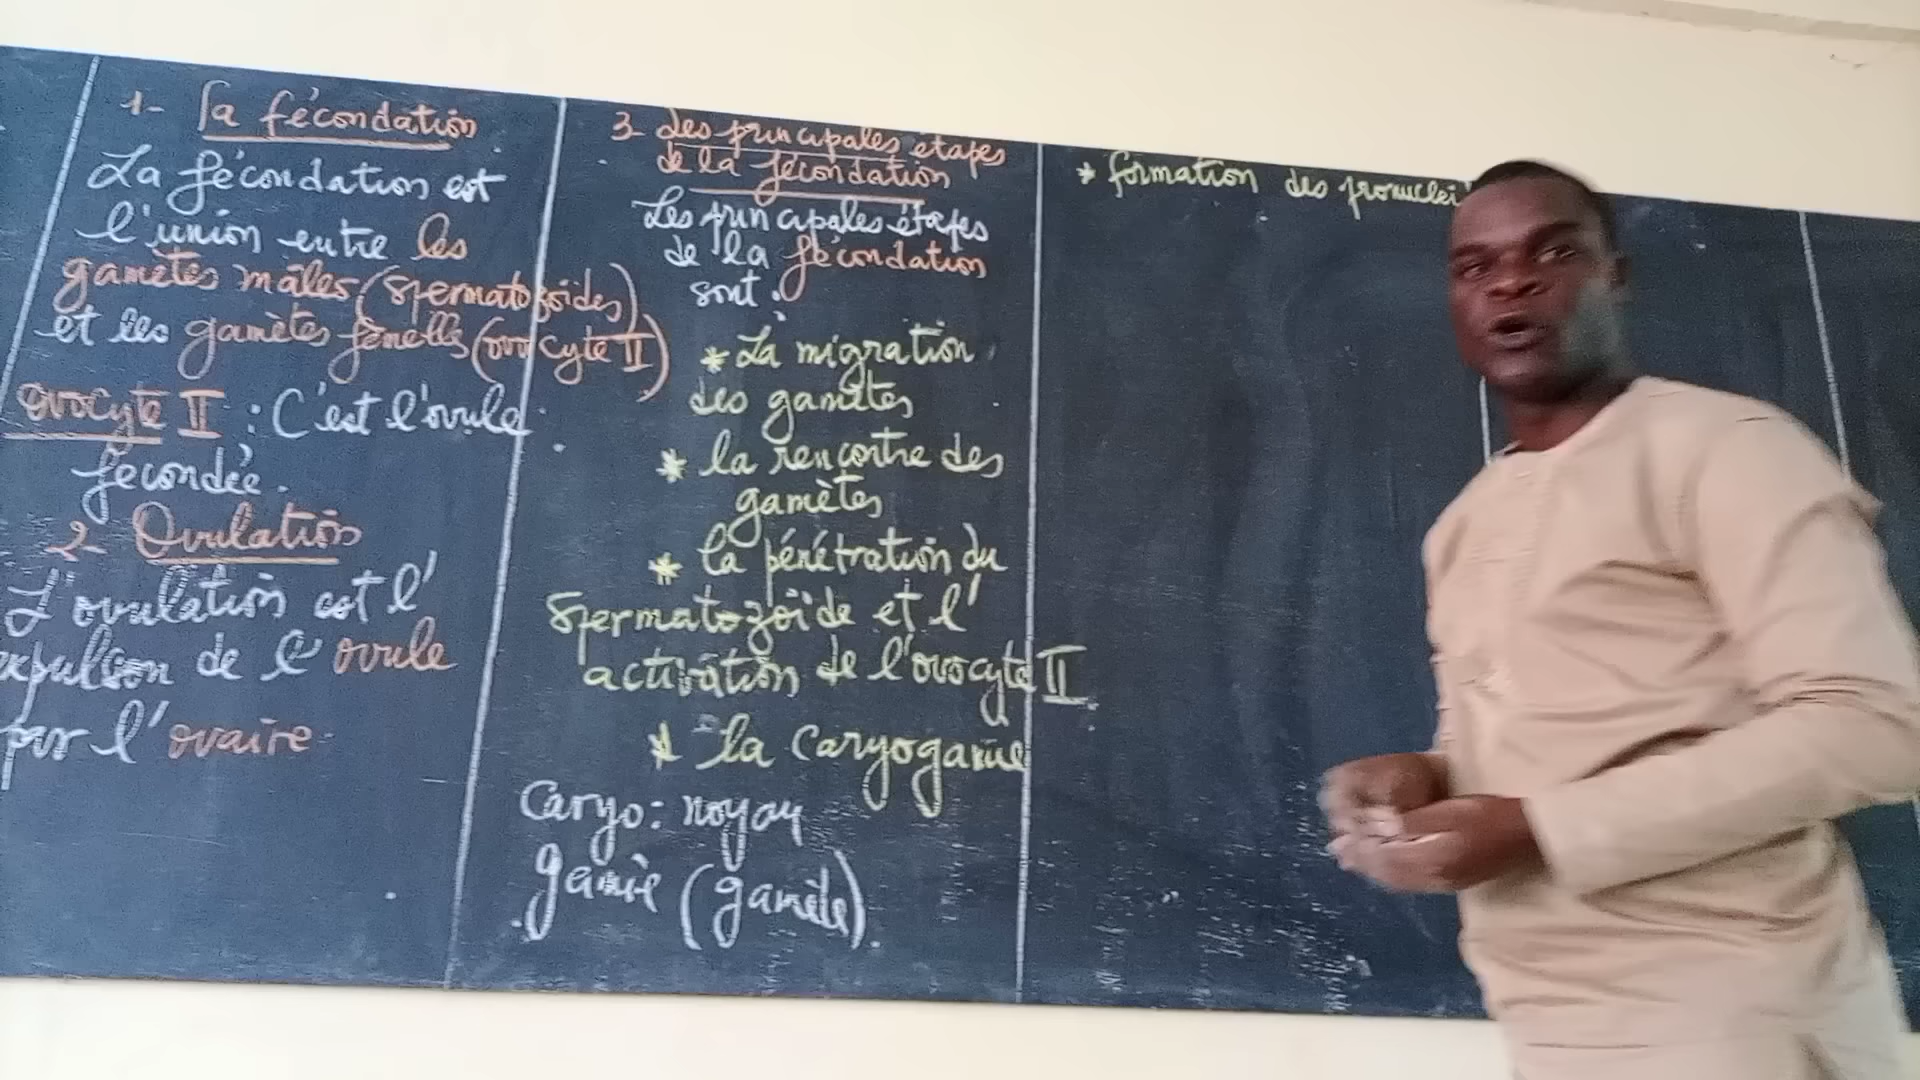 1- La fécondation
La fécondation est
l'union entre les
gamètes mâles (spermatozoïdes)
et les gamètes femelles (ovocyte II)
ovocyte II : C'est l'ovule
fecondée.
2- Ovulation
L'ovulation est l'
expulsion de l'ovule
par l'ovaire.
3- Les principales etapes
de la fécondation
Les principales étapes
de la fécondation
sont :
* La migration
des gamètes
* la rencontre des
gamètes
* la pénétration du
spermatozoïde et l'
activation de l'ovocyte II
* la caryogamie
Caryo : noyau
gamie (gamète).
* formation des pronuclei